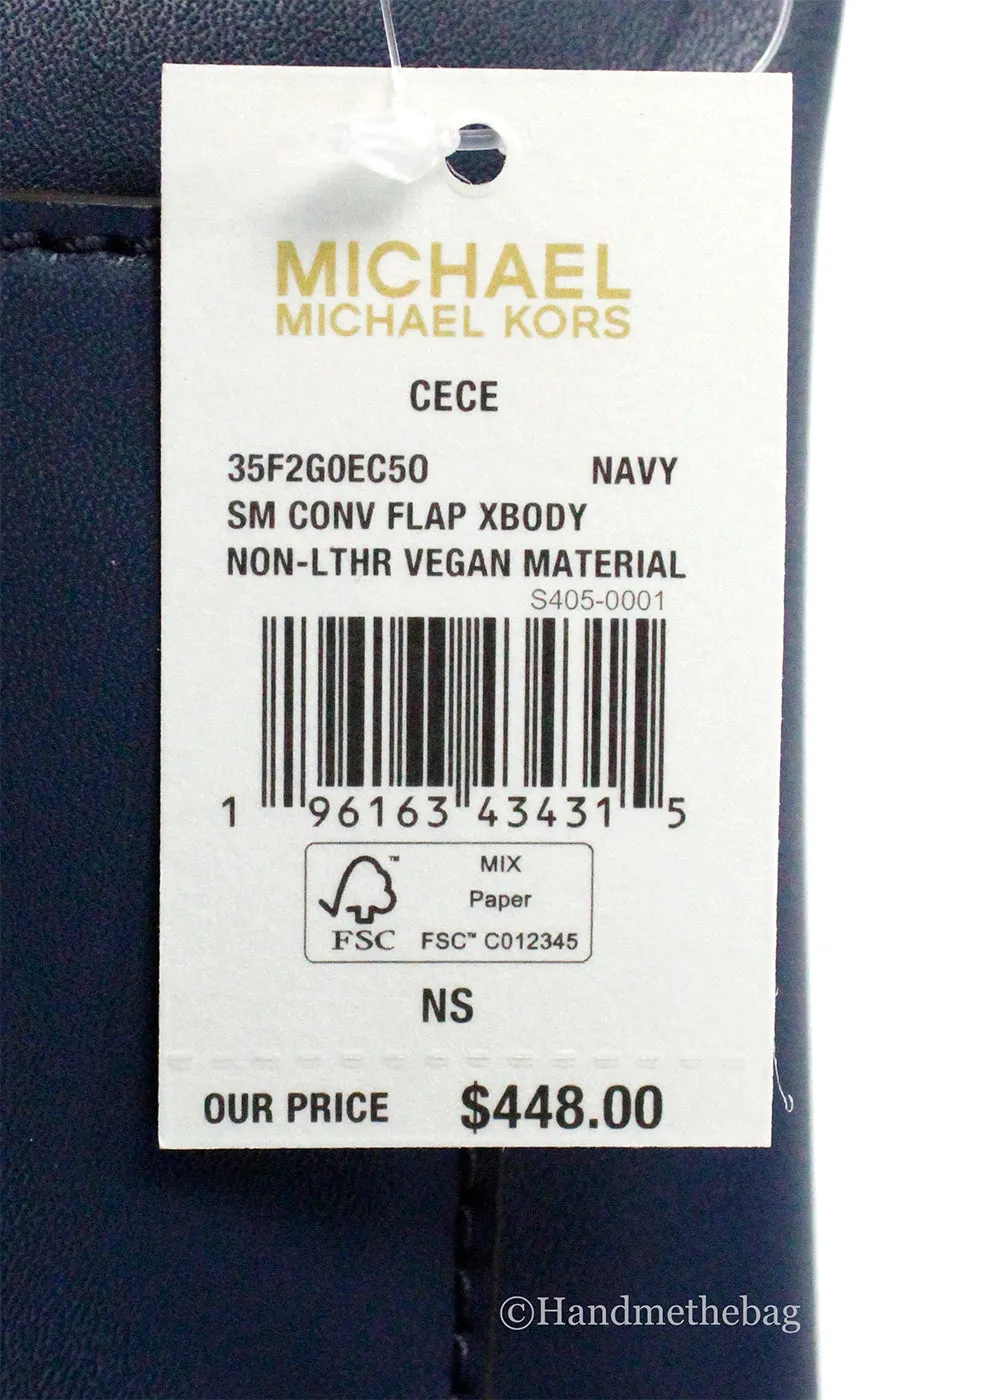 MICHAEL
MICHAEL KORS
CECE
35F2G0EC5O NAVY
SM CONV FLAP XBODY
NON-LTHR VEGAN MATERIAL
S405-0001
1 96163 43431 5
FSC
MIX
Paper
FSC™ C012345
NS
OUR PRICE $448.00
©Handmethebag